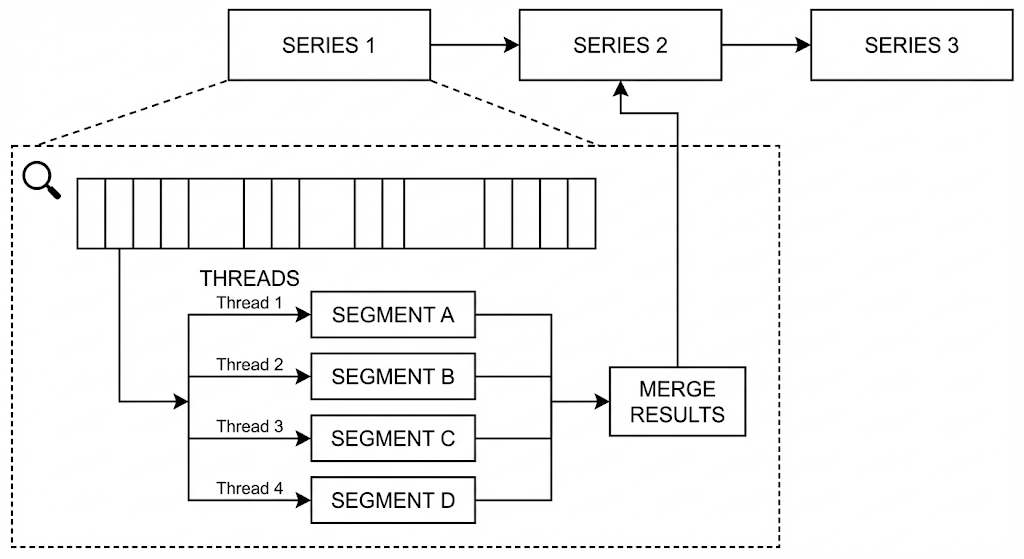 SERIES 1
SERIES 2
SERIES 3
THREADS
Thread 1
SEGMENT A
Thread 2
SEGMENT B
Thread 3
SEGMENT C
Thread 4
SEGMENT D
MERGE
RESULTS